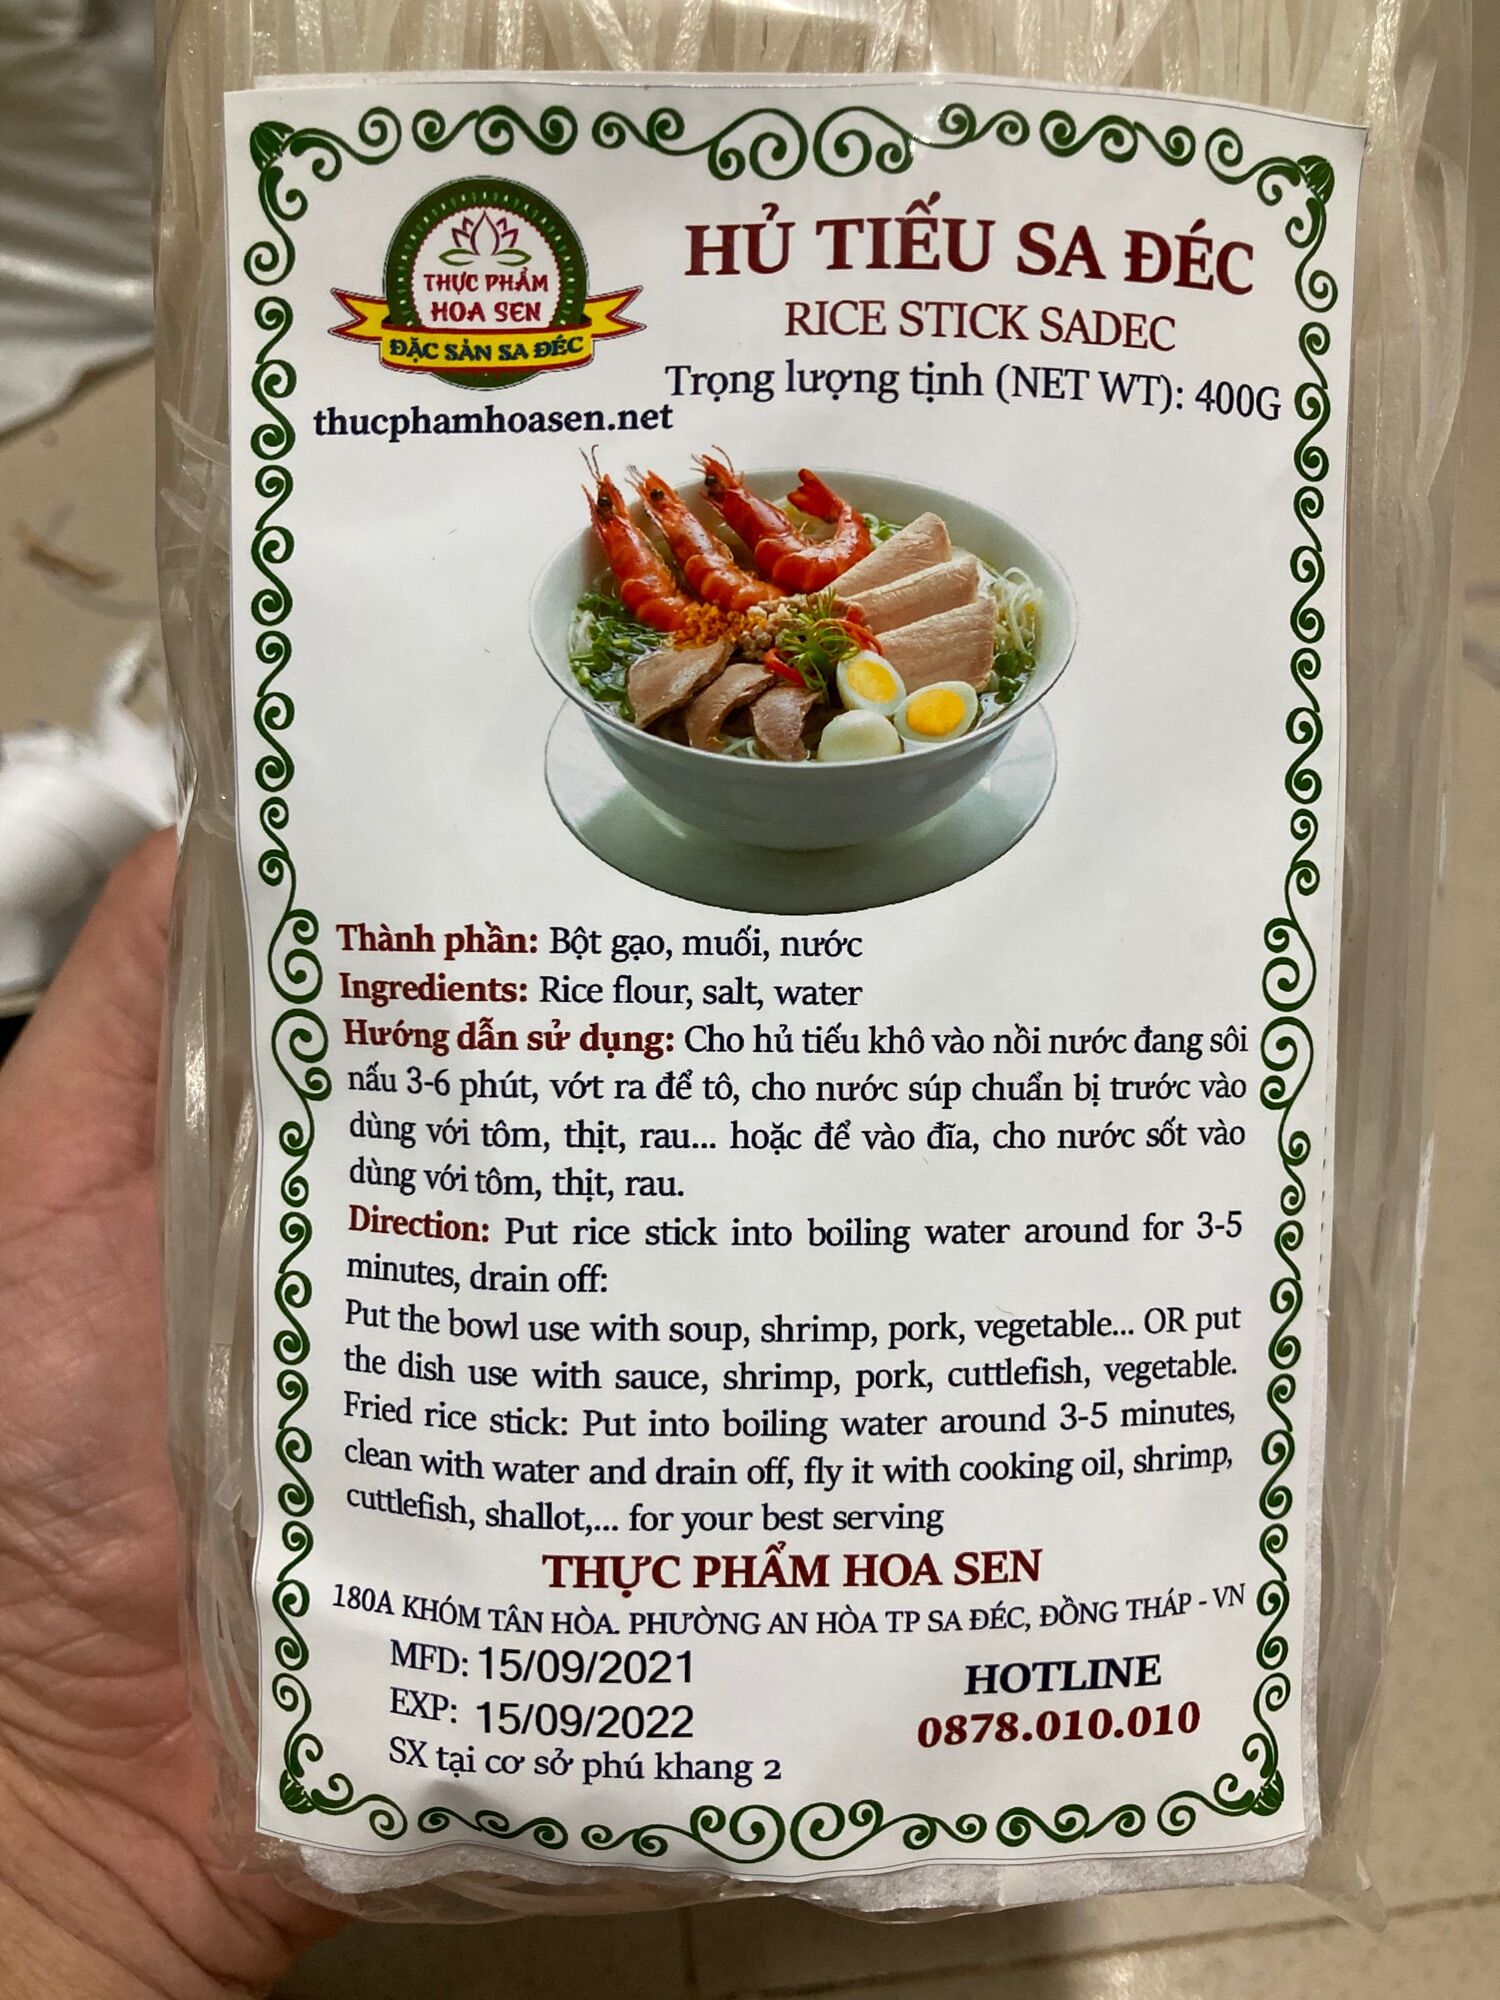 THỰC PHẨM
HOA SEN
ĐẶC SẢN SA ĐÉC
thucphamhoasen.net
HỦ TIẾU SA ĐÉC
RICE STICK SADEC
Trọng lượng tịnh (NET WT): 400G
Thành phần: Bột gạo, muối, nước
Ingredients: Rice flour, salt, water
Hướng dẫn sử dụng: Cho hủ tiếu khô vào nồi nước đang sôi
nấu 3-6 phút, vớt ra để tô, cho nước súp chuẩn bị trước vào
dùng với tôm, thịt, rau... hoặc để vào đĩa, cho nước sốt vào
dùng với tôm, thịt, rau.
Direction: Put rice stick into boiling water around for 3-5
minutes, drain off:
Put the bowl use with soup, shrimp, pork, vegetable... OR put
the dish use with sauce, shrimp, pork, cuttlefish, vegetable.
Fried rice stick: Put into boiling water around 3-5 minutes,
clean with water and drain off, fly it with cooking oil, shrimp,
cuttlefish, shallot,... for your best serving
THỰC PHẨM HOA SEN
180A KHÓM TÂN HÒA. PHƯỜNG AN HÒA TP SA ĐÉC, ĐỒNG THÁP - VN
MFD: 15/09/2021
EXP: 15/09/2022
SX tại cơ sở phú khang 2
HOTLINE
0878.010.010